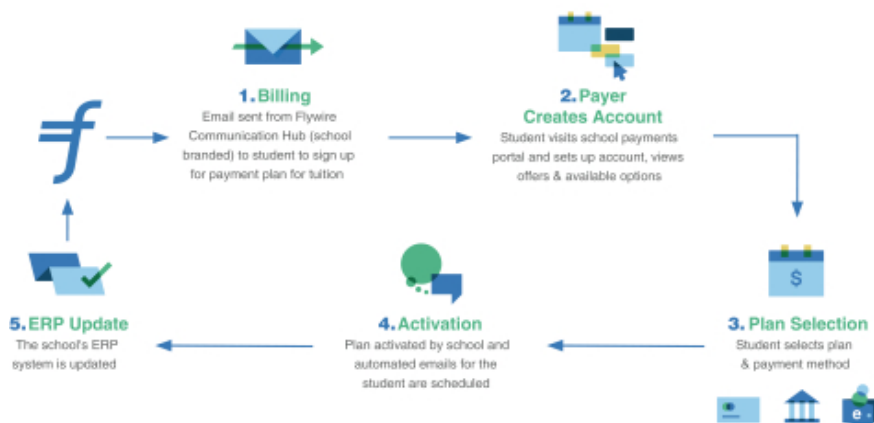 1. Billing
Email sent from Flywire
Communication Hub (school
branded) to student to sign up
for payment plan for tuition
2. Payer
Creates Account
Student visits school payments
portal and sets up account, views
offers & available options
3. Plan Selection
Student selects plan
& payment method
$
e
4. Activation
Plan activated by school and
automated emails for the
student are scheduled
5. ERP Update
The school's ERP
system is updated